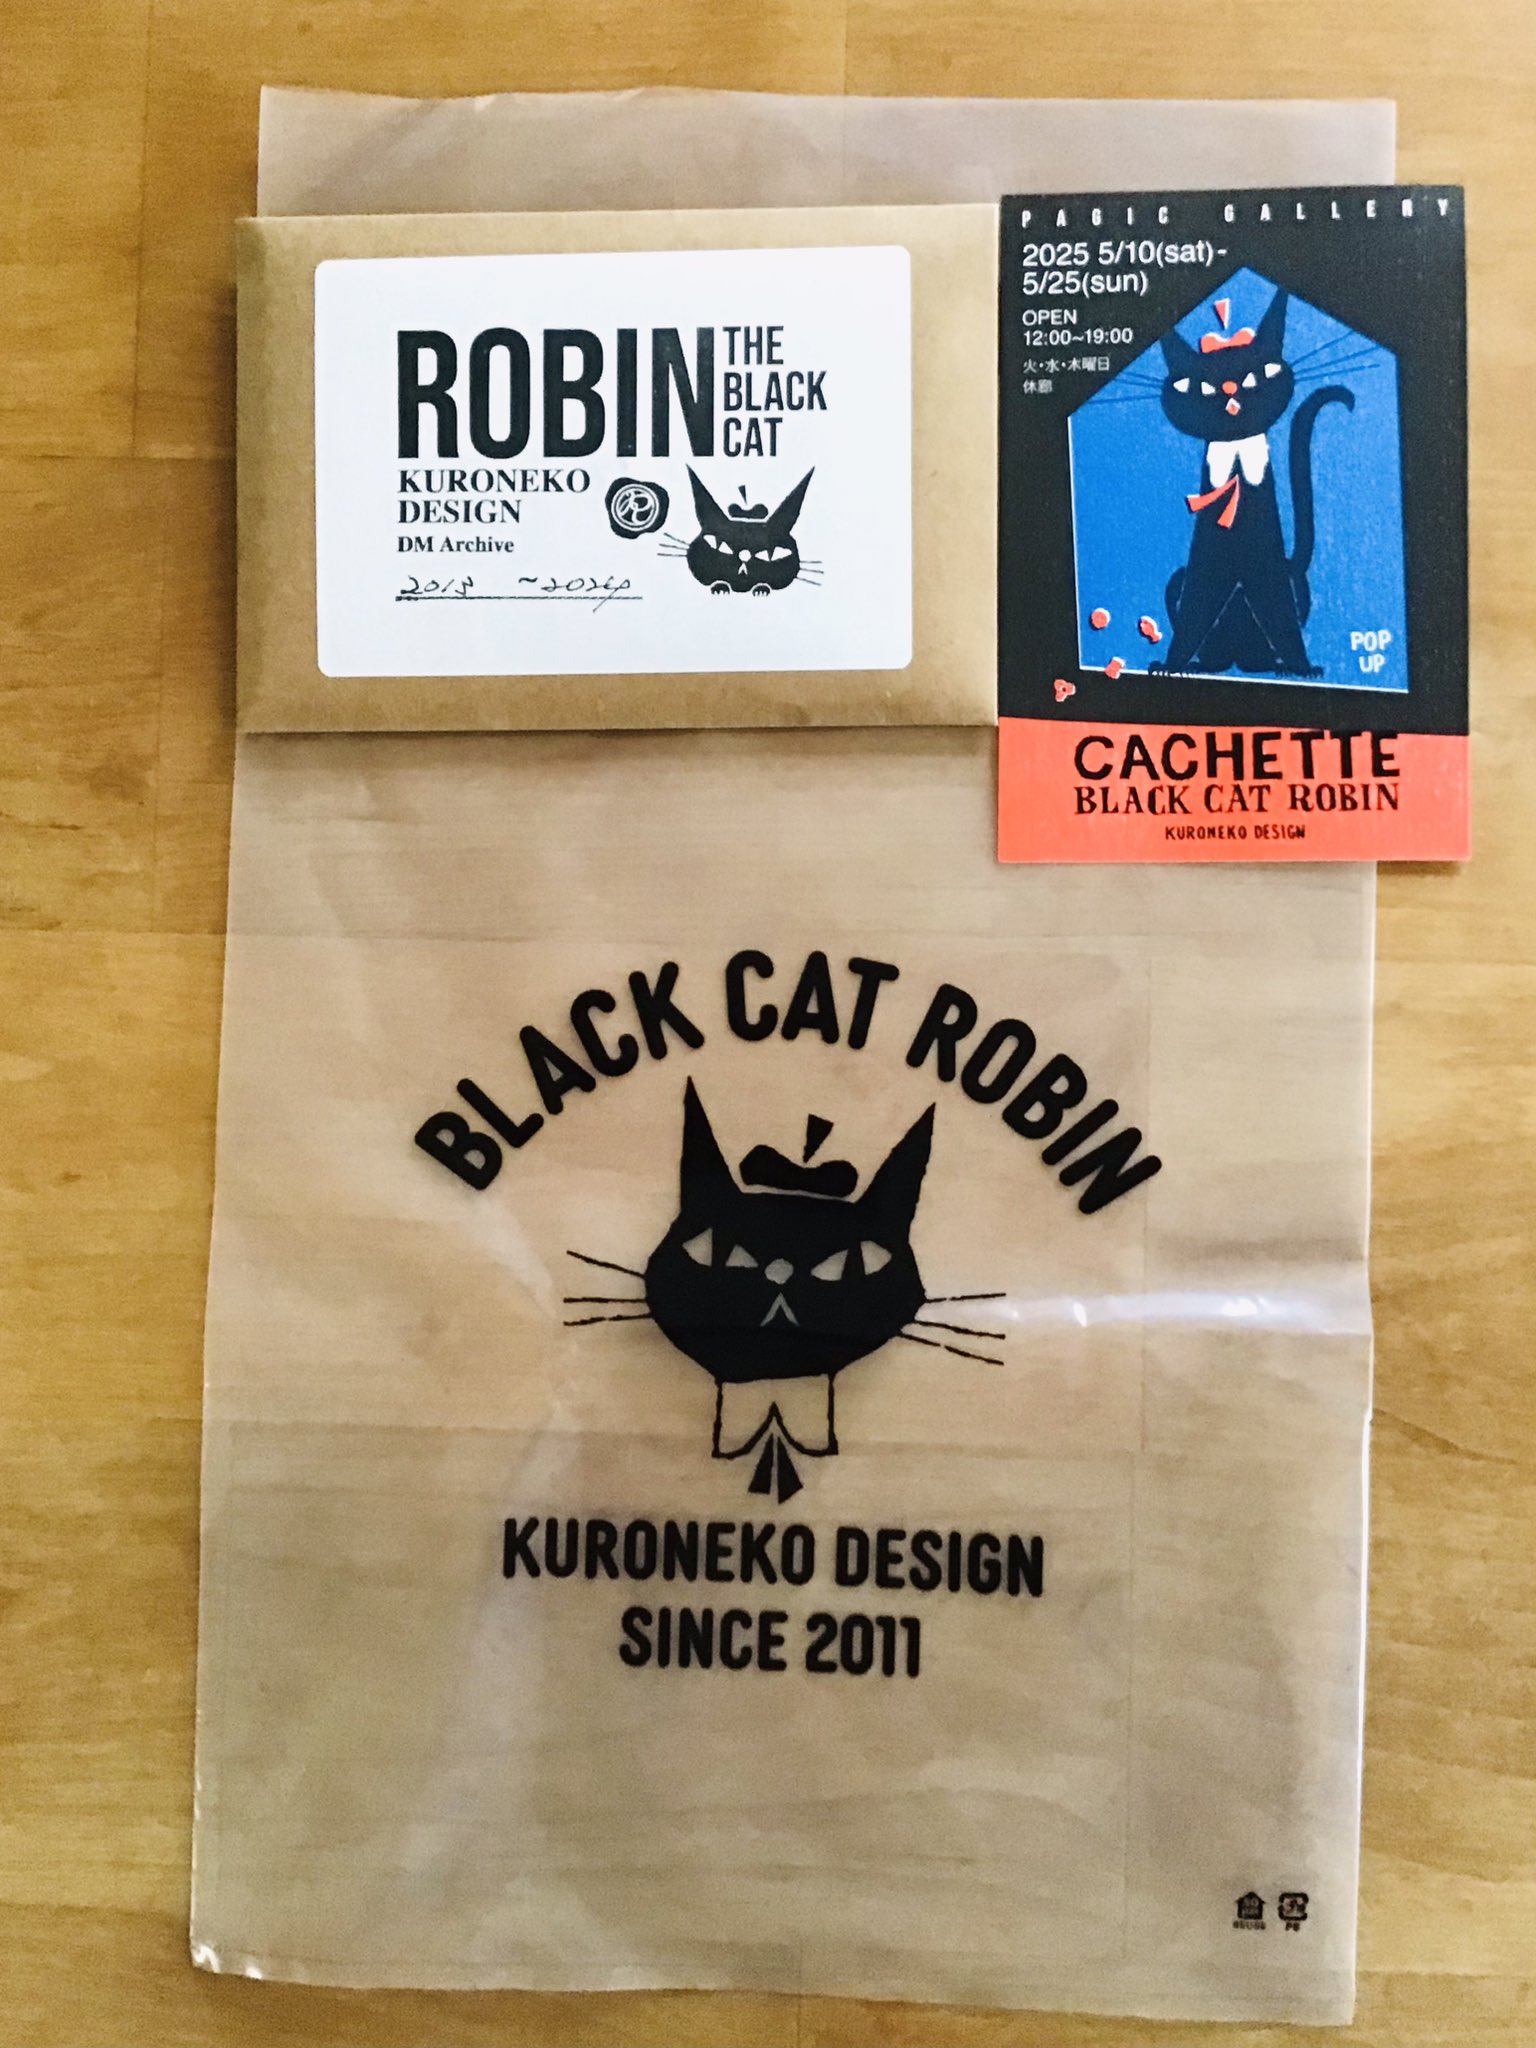 ROBIN THE
BLACK
CAT
KURONEKO
DESIGN
DM Archive
2013 ~2024
PAGIC GALLERY
2025 5/10(sat)-
5/25(sun)
OPEN
12:00~19:00
火・水・木曜日
休廊
POP
UP
CACHETTE
BLACK CAT ROBIN
KURONEKO DESIGN
BLACK CAT ROBIN
KURONEKO DESIGN
SINCE 2011